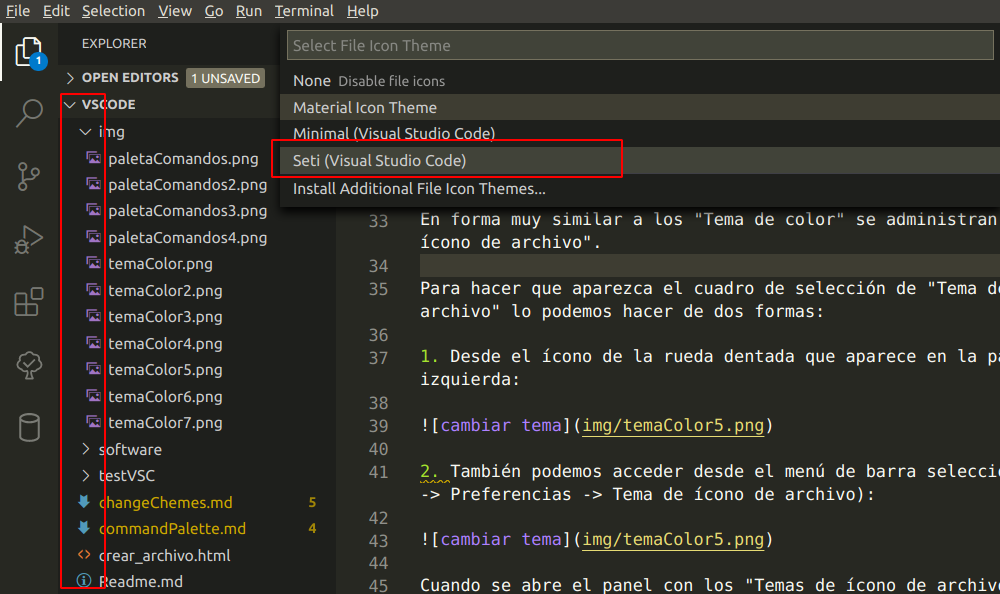 File Edit Selection View Go Run Terminal Help
EXPLORER
1
OPEN EDITORS 1 UNSAVED
VSCODE
img
paletaComandos.png
paletaComandos2.png
paletaComandos3.png
paletaComandos4.png
temaColor.png
temaColor2.png
temaColor3.png
temaColor4.png
temaColor5.png
temaColor6.png
temaColor7.png
software
testVSC
changeChemes.md 5
commandPalette.md 4
crear_archivo.html
Readme.md
Select File Icon Theme
None Disable file icons
Material Icon Theme
Minimal (Visual Studio Code)
Seti (Visual Studio Code)
Install Additional File Icon Themes...
33 En forma muy similar a los "Tema de color" se administran
ícono de archivo".
34
35 Para hacer que aparezca el cuadro de selección de "Tema de
archivo" lo podemos hacer de dos formas:
36
37 1. Desde el ícono de la rueda dentada que aparece en la pa
izquierda:
38
39 ![cambiar tema](img/temaColor5.png)
40
41 2. También podemos acceder desde el menú de barra selecci
-> Preferencias -> Tema de ícono de archivo):
42
43 ![cambiar tema](img/temaColor5.png)
44
45 Cuando se abre el panel con los "Temas de ícono de archivo